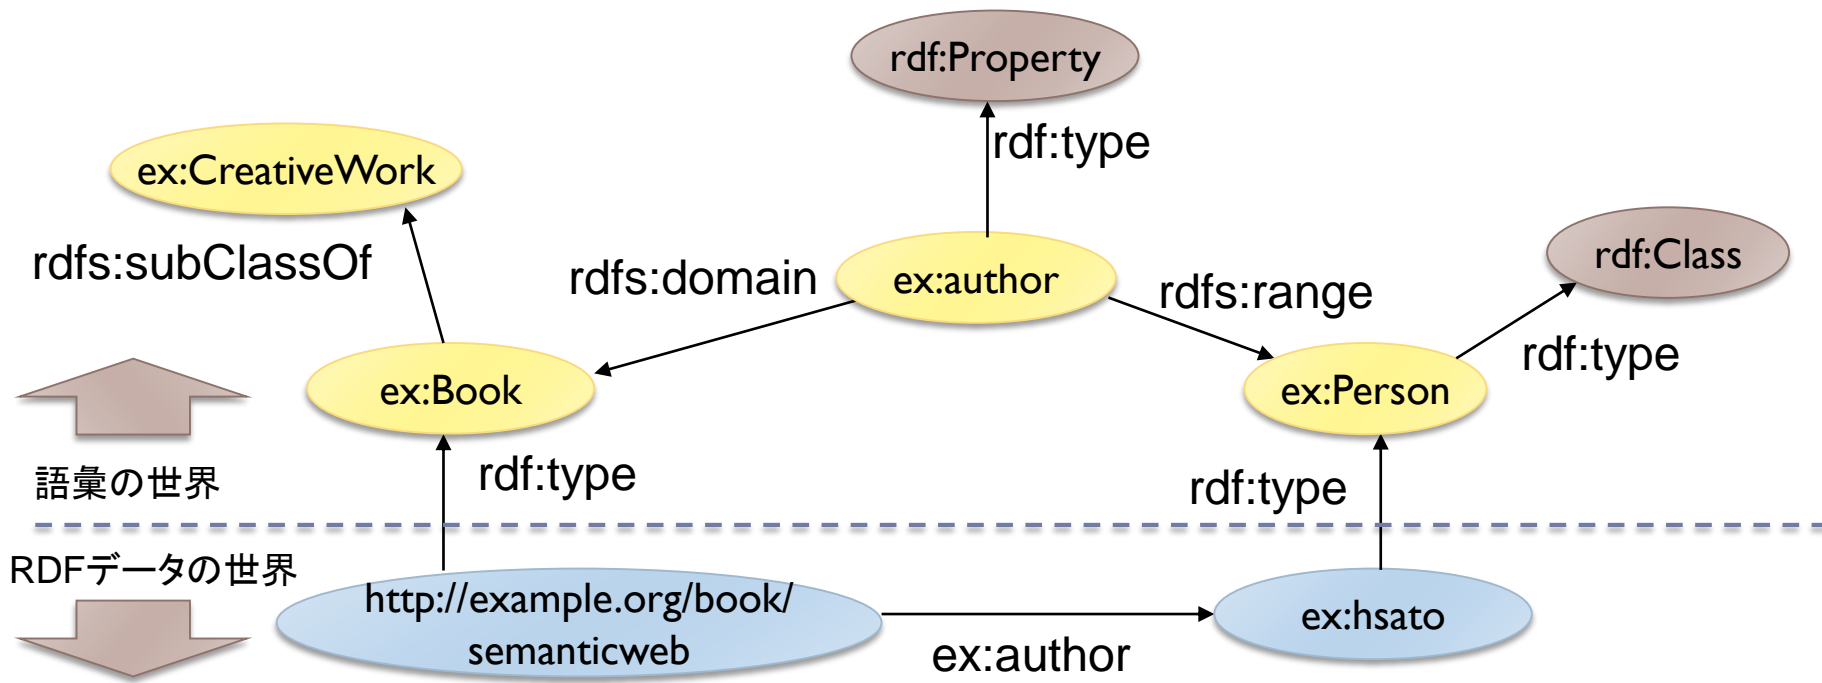 rdf:Property
rdf:type
ex:CreativeWork
rdfs:subClassOf
rdfs:domain
ex:author
rdfs:range
rdf:Class
rdf:type
ex:Book
ex:Person
語彙の世界
rdf:type
rdf:type
RDFデータの世界
http://example.org/book/
semanticweb
ex:author
ex:hsato